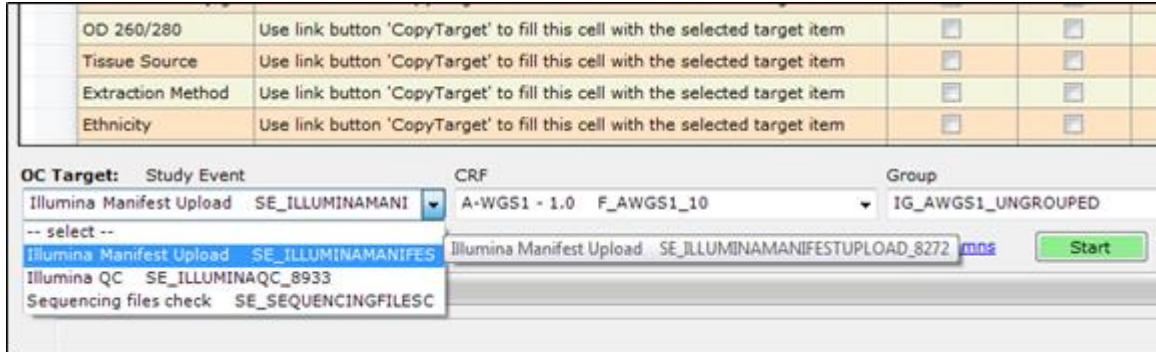 OD 260/280 Use link button 'CopyTarget' to fill this cell with the selected target item
Tissue Source Use link button 'CopyTarget' to fill this cell with the selected target item
Extraction Method Use link button 'CopyTarget' to fill this cell with the selected target item
Ethnicity Use link button 'CopyTarget' to fill this cell with the selected target item
OC Target: Study Event CRF Group
Illumina Manifest Upload SE_ILLUMINAMANI A-WGS1 - 1.0 F_AWGS1_10 IG_AWGS1_UNGROUPED
-- select --
Illumina Manifest Upload SE_ILLUMINAMANIFES Illumina Manifest Upload SE_ILLUMINAMANIFESTUPLOAD_8272 mns Start
Illumina QC SE_ILLUMINAQC_8933
Sequencing files check SE_SEQUENCINGFILESC